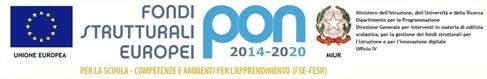 UNIONE EUROPEA
FONDI
STRUTTURALI
EUROPEI
pon
2014-2020
MIUR
Ministero dell'Istruzione, dell'Università e della Ricerca
Dipartimento per la Programmazione
Direzione Generale per interventi in materia di edilizia
scolastica, per la gestione dei fondi strutturali per
l'istruzione e per l'innovazione digitale
Ufficio IV
PER LA SCUOLA - COMPETENZE E AMBIENTI PER L'APPRENDIMENTO (FSE-FESR)